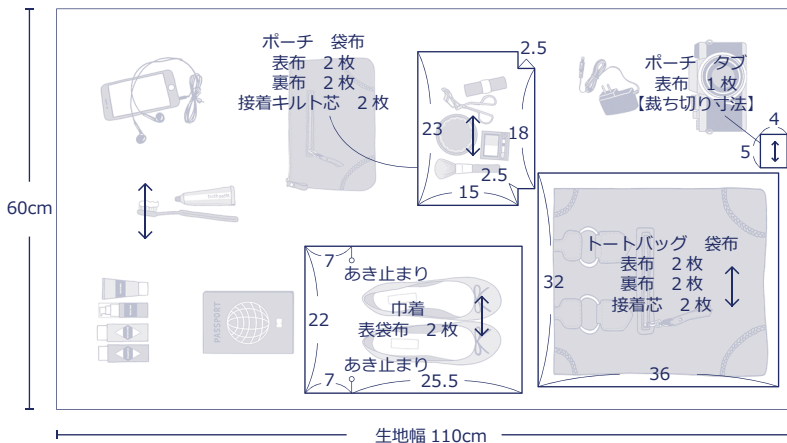 ポーチ　袋布
表布　2 枚
裏布　2 枚
接着キルト芯　2 枚
2.5
23
18
2.5
15
ポーチ　タブ
表布　1 枚
【裁ち切り寸法】
4
5
60cm
トートバッグ　袋布
表布　2 枚
裏布　2 枚
接着芯　2 枚
32
36
7
あき止まり
22
巾着
表袋布　2 枚
あき止まり
7
25.5
PASSPORT
生地幅 110cm